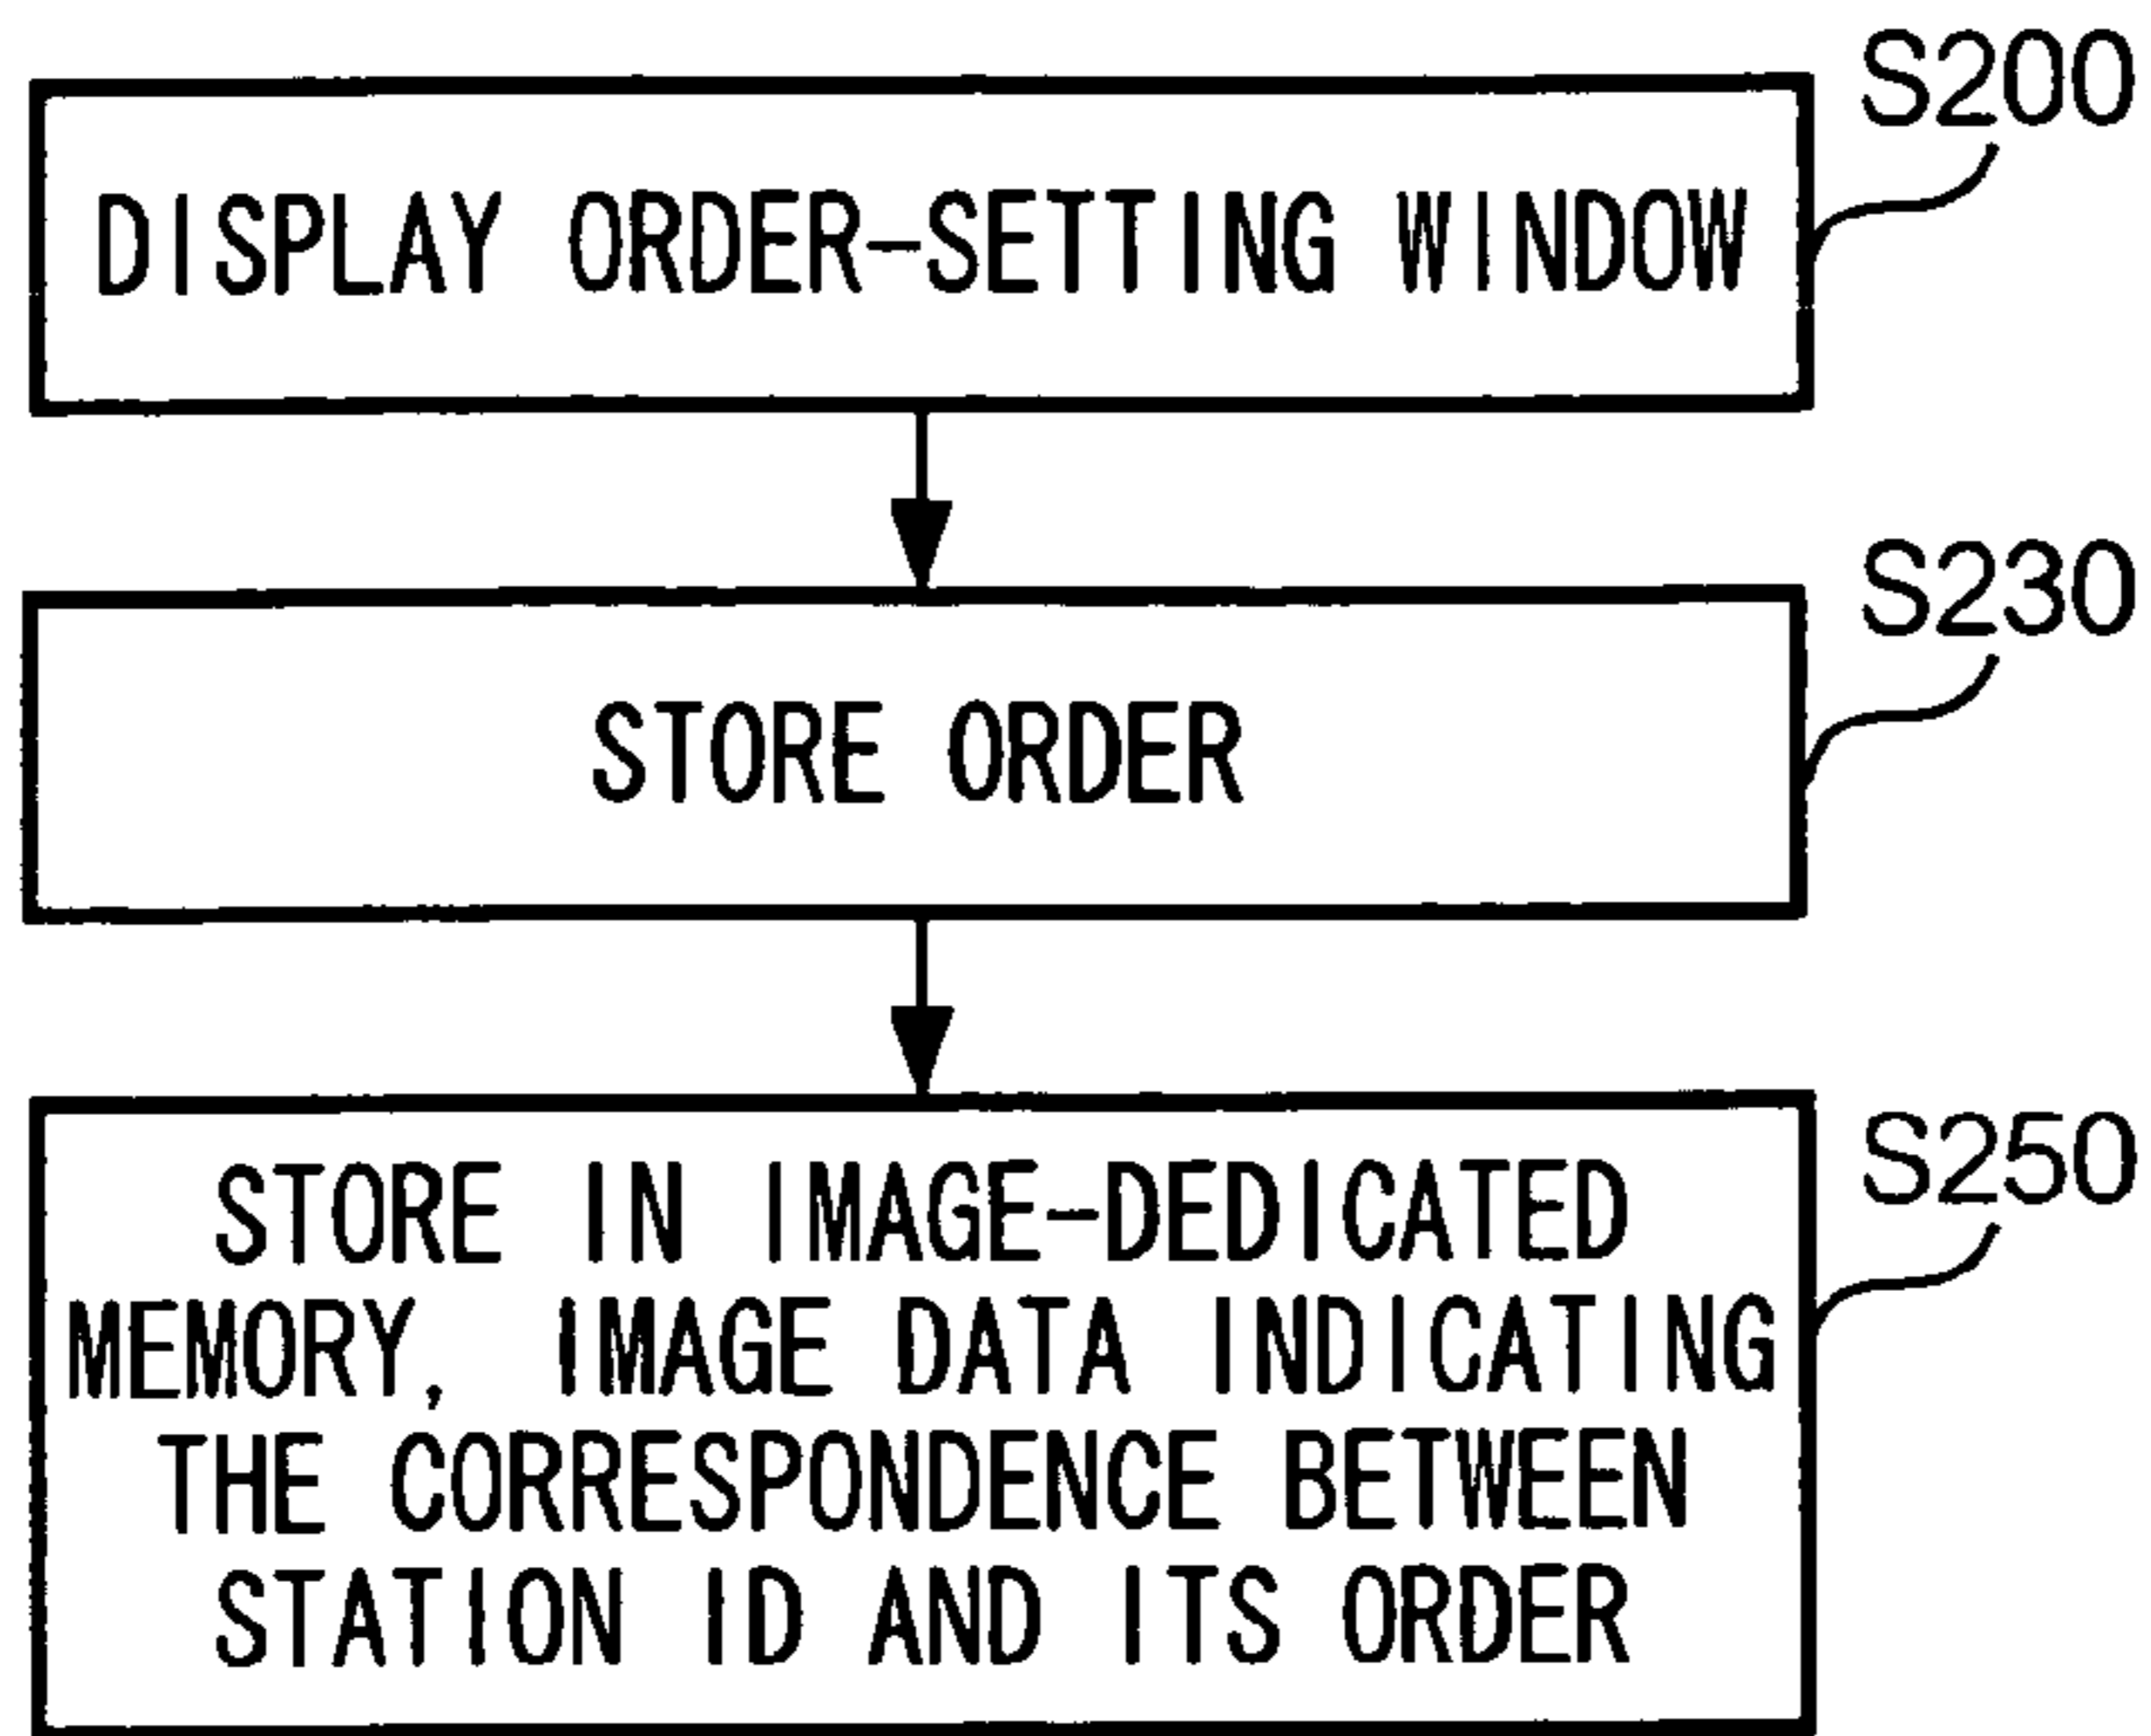 S200
DISPLAY ORDER-SETTING WINDOW
S230
STORE ORDER
S250
STORE IN IMAGE-DEDICATED
MEMORY, IMAGE DATA INDICATING
THE CORRESPONDENCE BETWEEN
STATION ID AND ITS ORDER